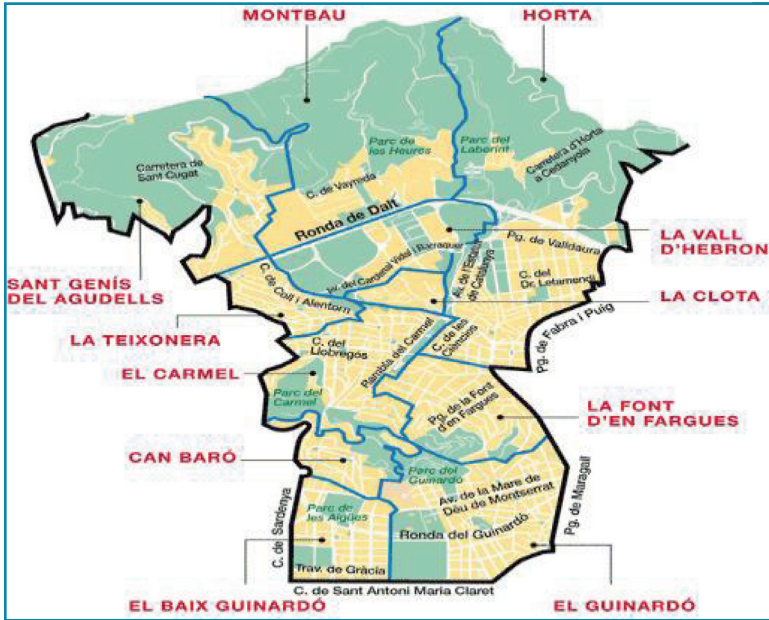 MONTBAU
HORTA
Parc de
les Heures
Parc del
Laberint
Carretera d'Horta
a Cerdanyola
Carretera de
Sant Cugat
C. de Vayreda
Ronda de Dalt
LA VALL
D'HEBRON
Pg. de Valldaura
SANT GENÍS
DEL AGUDELLS
C. de Coll i Alentorn
Av. del Cardenal Vidal i Barraquer
Av. de l'Estatut
de Catalunya
C. del
Dr. Letamendi
LA CLOTA
LA TEIXONERA
C. del
Llobregós
Rambla del Carmel
C. de les
Ciències
Pg. de Fabra i Puig
EL CARMEL
Parc del
Carmel
Pg. de la Font
d'en Fargues
LA FONT
D'EN FARGUES
CAN BARÓ
Parc del
Guinardó
Av. de la Mare de
Déu de Montserrat
Pg. de Maragall
C. de Sardenya
Parc de
les Aigües
Ronda del Guinardó
Trav. de Gràcia
C. de Sant Antoni Maria Claret
EL BAIX GUINARDÓ
EL GUINARDÓ